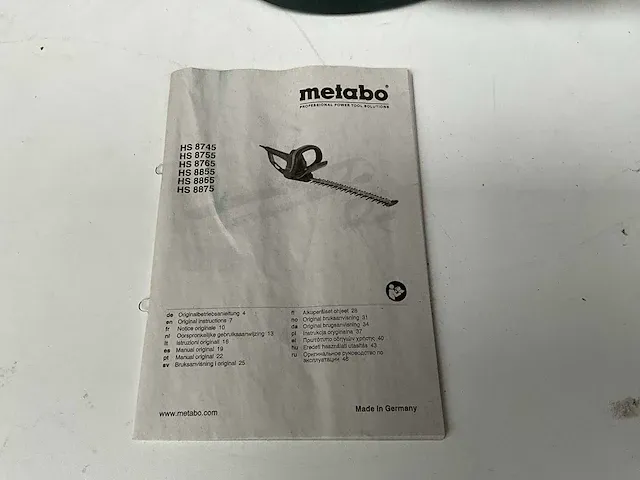 metabo
PROFESSIONAL POWER TOOL SOLUTIONS
HS 8745
HS 8755
HS 8765
HS 8855
HS 8865
HS 8875
de Originalbetriebsanleitung 4
en Original instructions 7
fr Notice originale 10
nl Oorspronkelijke gebruiksaanwijzing 13
it Istruzioni originali 16
es Manual original 19
pt Manual original 22
sv Bruksanvisning i original 25
fi Alkuperäiset ohjeet 28
no Original bruksanvisning 31
da Original brugsanvisning 34
pl Instrukcja oryginalna 37
el Πρωτότυπο οδηγιών χρήσης 40
hu Eredeti használati utasítás 43
ru Оригинальное руководство по
эксплуатации 46
www.metabo.com
Made in Germany